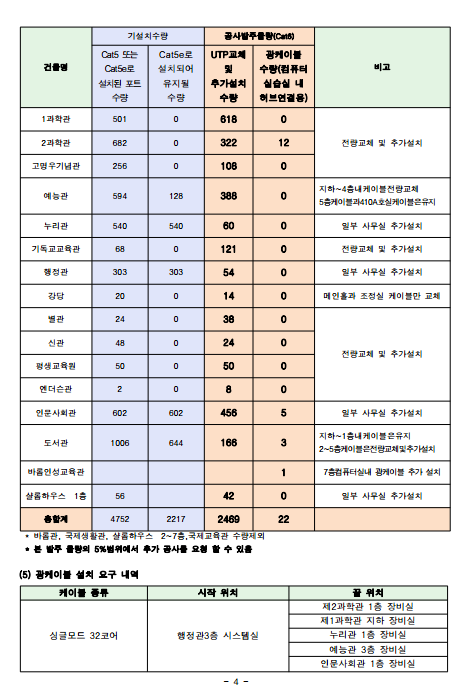 건물명 기설치수량 공사발주물량(Cat6) 비고
Cat5 또는 Cat5e로 설치된 포트 수량
Cat5e로 설치되어 유지될 수량
UTP교체 및 추가설치 수량
광케이블 수량(컴퓨터 실습실 내 허브연결용)
1과학관 501 0 618 0
2과학관 682 0 322 12 전량교체 및 추가설치
고명우기념관 256 0 108 0
예능관 594 128 388 0 지하~4층내케이블전량교체
5층케이블과410A호실케이블은유지
누리관 540 540 60 0 일부 사무실 추가설치
기독교교육관 68 0 121 0 전량교체 및 추가설치
행정관 303 303 54 0 일부 사무실 추가설치
강당 20 0 14 0 메인홀과 조정실 케이블만 교체
별관 24 0 38 0
신관 48 0 24 0
전량교체 및 추가설치
평생교육원 50 0 50 0
앤더슨관 2 0 8 0
인문사회관 602 602 456 5 일부 사무실 추가설치
도서관 1006 644 166 3 지하~1층내케이블은유지
2~5층케이블은전량교체및추가설치
바롬인성교육관 1 7층컴퓨터실내 광케이블 추가 설치
샬롬하우스 1층 56 42 0 일부 사무실 추가설치
총합계 4752 2217 2469 22
* 바롬관, 국제생활관, 샬롬하우스 2~7층,국제교육관 수량제외
* 본 발주 물량의 5%범위에서 추가 공사를 요청 할 수 있음
(5) 광케이블 설치 요구 내역
케이블 종류 시작 위치 끝 위치
제2과학관 1층 장비실
제1과학관 지하 장비실
싱글모드 32코어 행정관3층 시스템실 누리관 1층 장비실
예능관 3층 장비실
인문사회관 1층 장비실
- 4 -